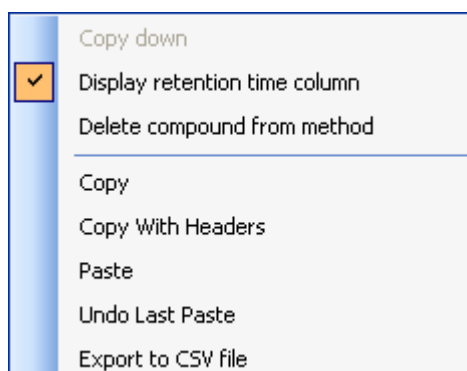 Copy down
Display retention time column
Delete compound from method
Copy
Copy With Headers
Paste
Undo Last Paste
Export to CSV file